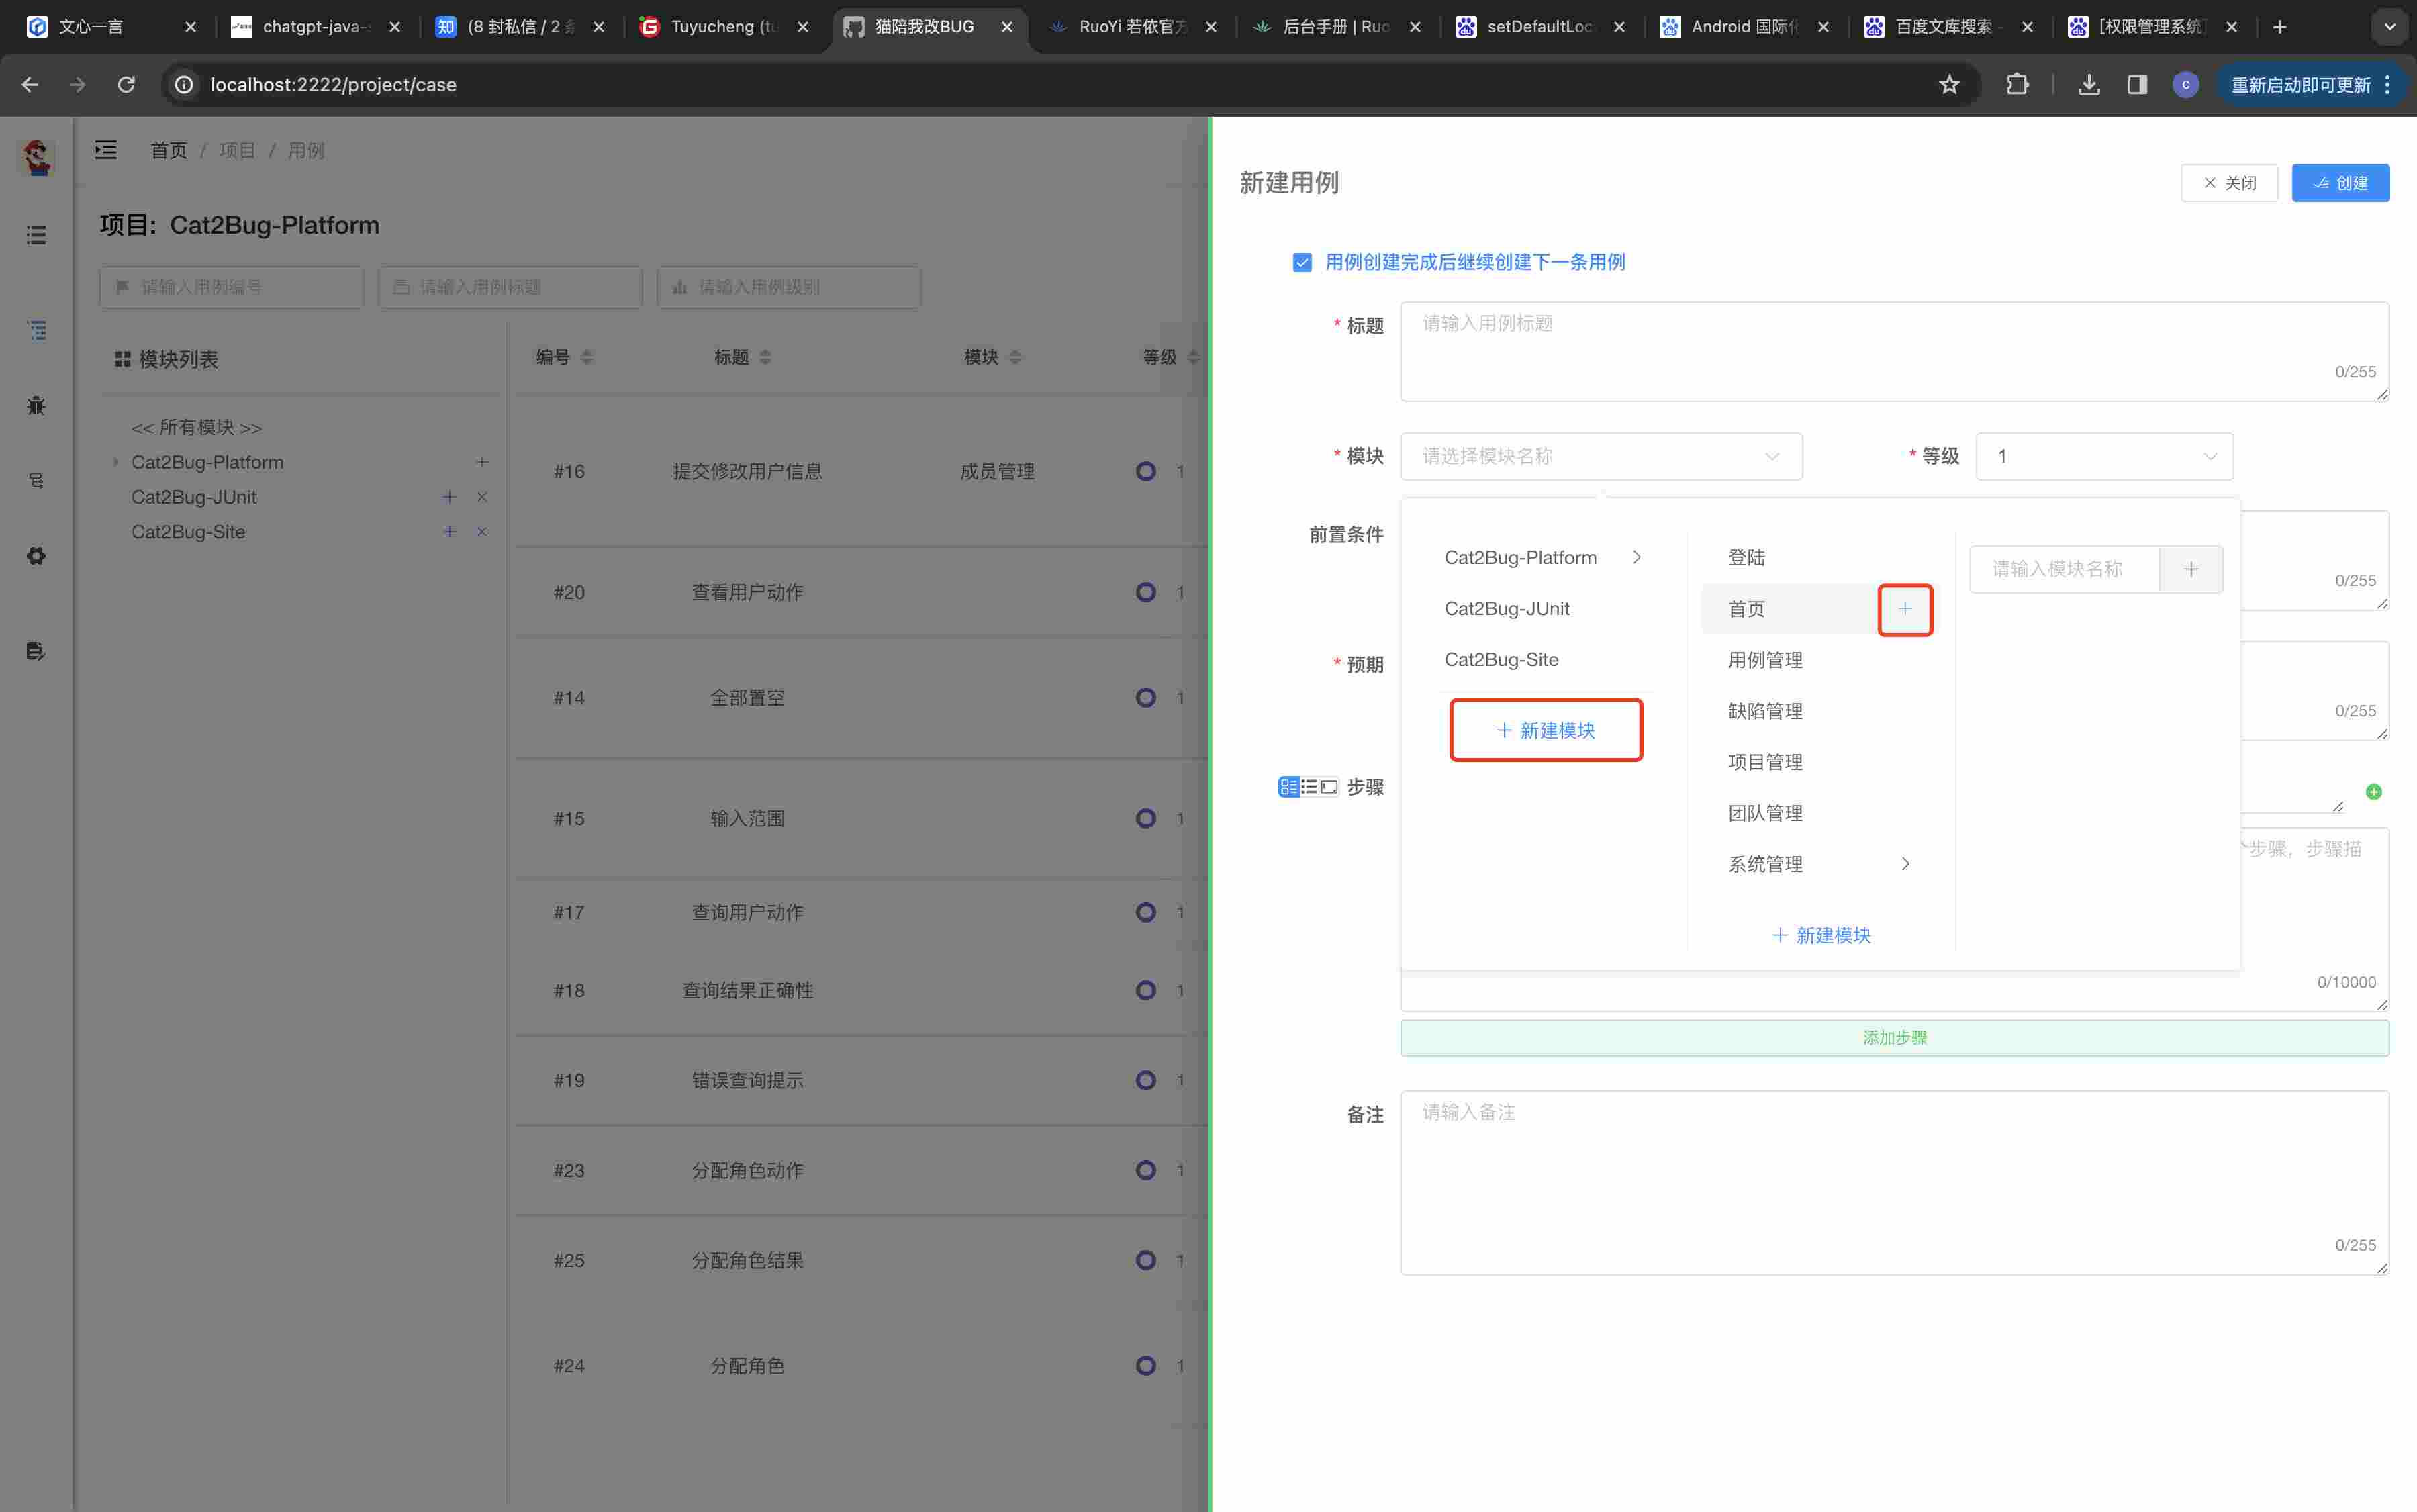 文心一言
chatgpt-java-
(8 封私信 / 2 条
Tuyucheng (tu
猫陪我改BUG
RuoYi 若依官方
后台手册 | Ruo
setDefaultLoc
Android 国际化
百度文库搜索 -
[权限管理系统]
localhost:2222/project/case
c
重新启动即可更新
首页 / 项目 / 用例
项目: Cat2Bug-Platform
请输入用例编号
请输入用例标题
请输入用例级别
模块列表
<< 所有模块 >>
Cat2Bug-Platform
Cat2Bug-JUnit
Cat2Bug-Site
编号 标题 模块 等级
#16 提交修改用户信息 成员管理 1
#20 查看用户动作 1
#14 全部置空 1
#15 输入范围 1
#17 查询用户动作 1
#18 查询结果正确性 1
#19 错误查询提示 1
#23 分配角色动作 1
#25 分配角色结果 1
#24 分配角色 1
新建用例
关闭
创建
用例创建完成后继续创建下一条用例
* 标题
请输入用例标题
0/255
* 模块
请选择模块名称
* 等级
1
前置条件
0/255
Cat2Bug-Platform
Cat2Bug-JUnit
Cat2Bug-Site
新建模块
登陆
首页
用例管理
缺陷管理
项目管理
团队管理
系统管理
新建模块
请输入模块名称
* 预期
0/255
步骤
步骤，步骤描
0/10000
添加步骤
备注
请输入备注
0/255